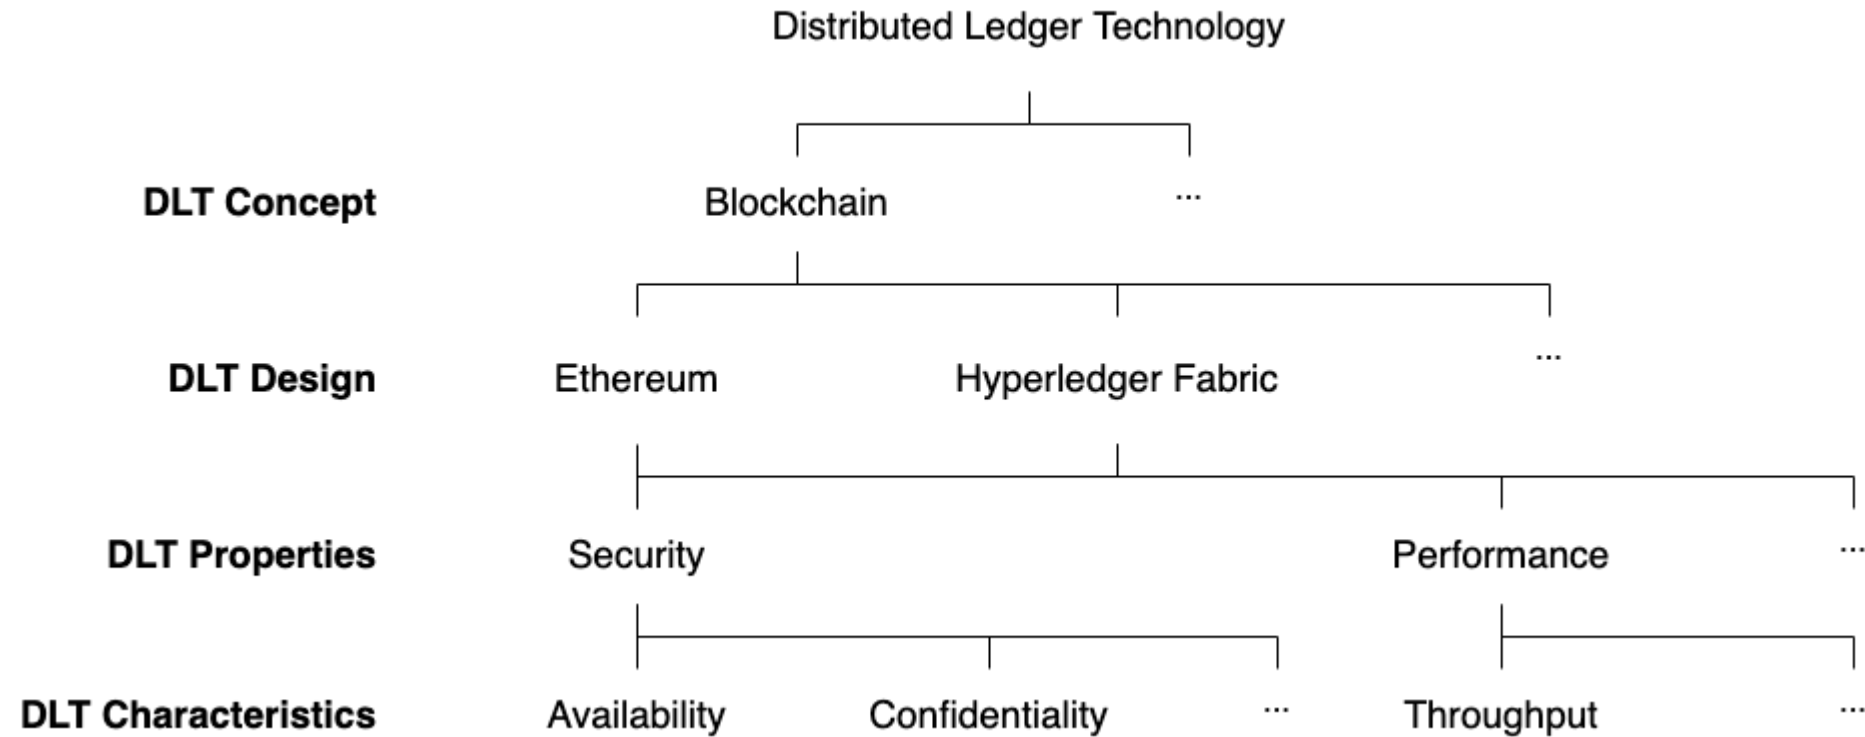 Distributed Ledger Technology
DLT Concept Blockchain ...
DLT Design Ethereum Hyperledger Fabric ...
DLT Properties Security Performance ...
DLT Characteristics Availability Confidentiality ... Throughput ...